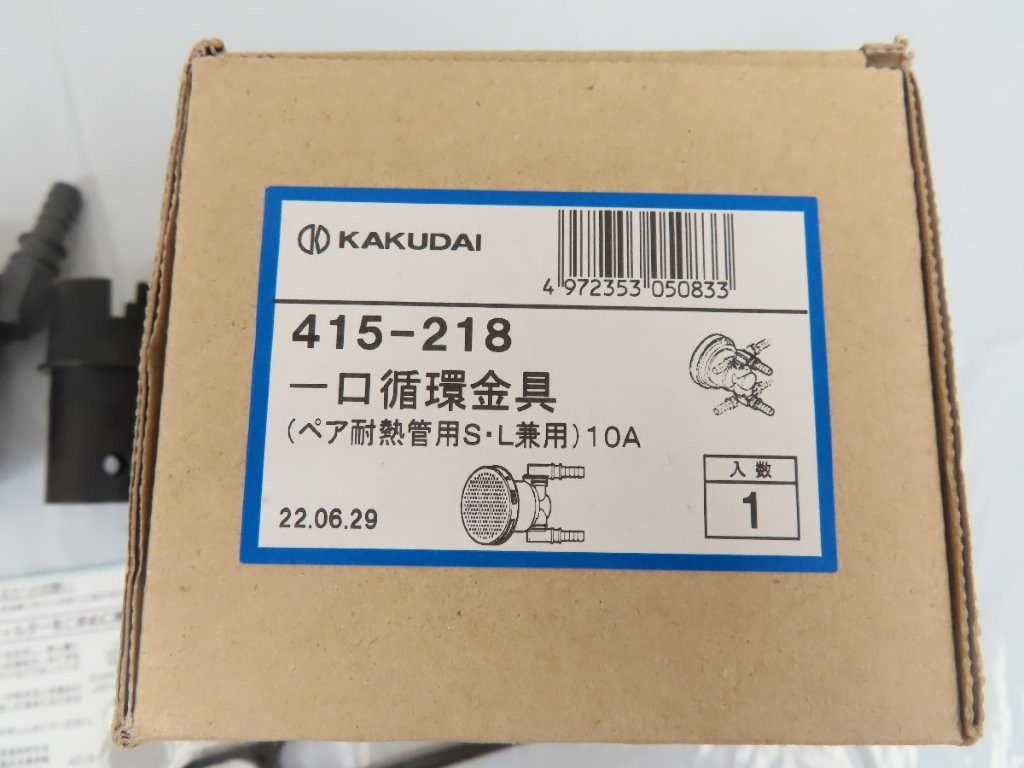 KAKUDAI
4 972353 050833
415-218
一口循環金具
(ペア耐熱管用S・L兼用)10A
入数
1
22.06.29